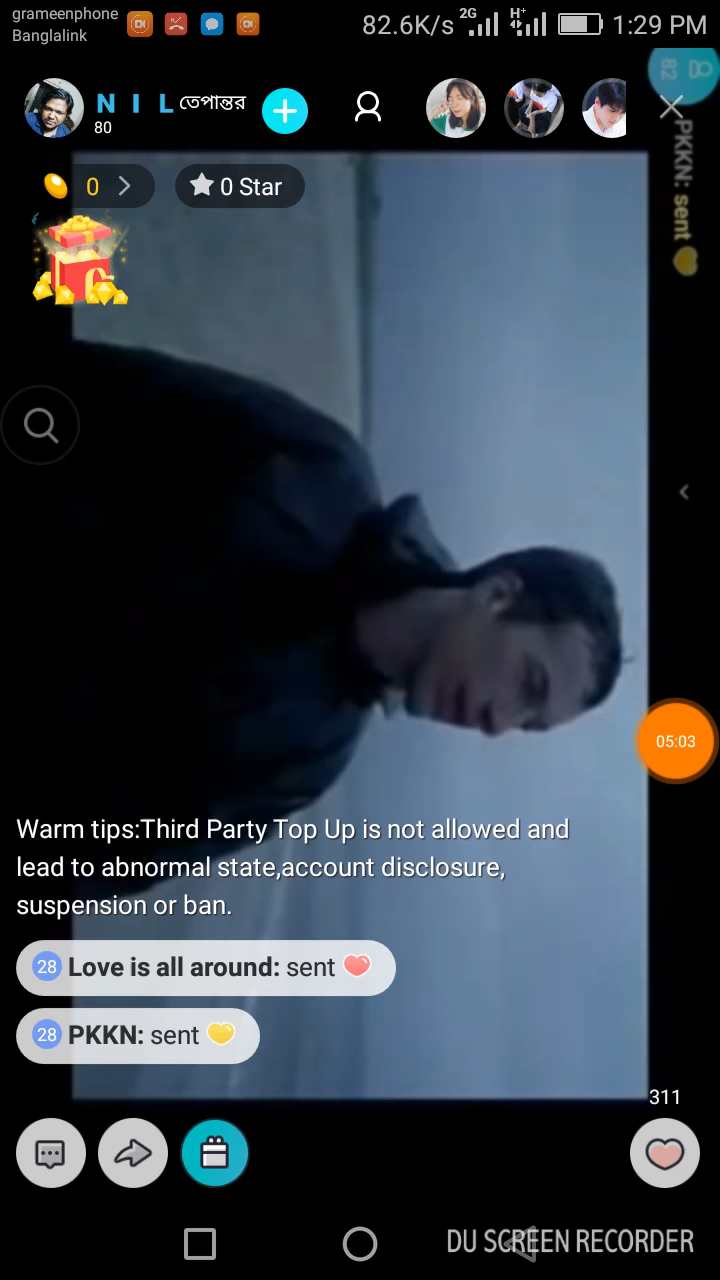 grameenphone
Banglalink
82.6K/s 2G H+ 1:29 PM
N I L তেপান্তর
80
82
PKKN: sent
0
0 Star
05:03
Warm tips:Third Party Top Up is not allowed and
lead to abnormal state,account disclosure,
suspension or ban.
28 Love is all around: sent
28 PKKN: sent
311
DU SCREEN RECORDER